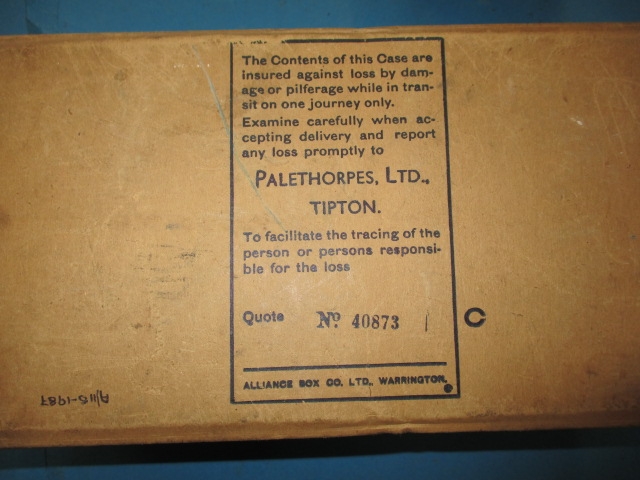 The Contents of this Case are
insured against loss by dam-
age or pilferage while in tran-
sit on one journey only.
Examine carefully when ac-
cepting delivery and report
any loss promptly to
PALETHORPES, LTD.,
TIPTON.
To facilitate the tracing of the
person or persons responsi-
ble for the loss
Quote Nº 40873
C
ALLIANCE BOX CO. LTD., WARRINGTON.
A/115-1987